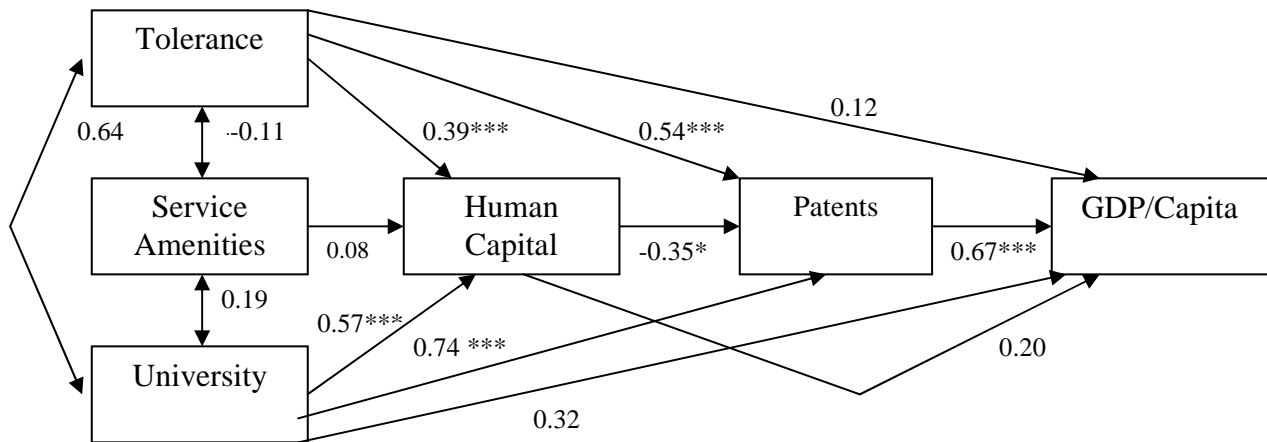 Tolerance
0.12
0.64
-0.11
0.39***
0.54***
Service
Amenities
Human
Capital
Patents
GDP/Capita
0.08
-0.35*
0.67***
0.19
0.57***
0.74 ***
0.20
University
0.32